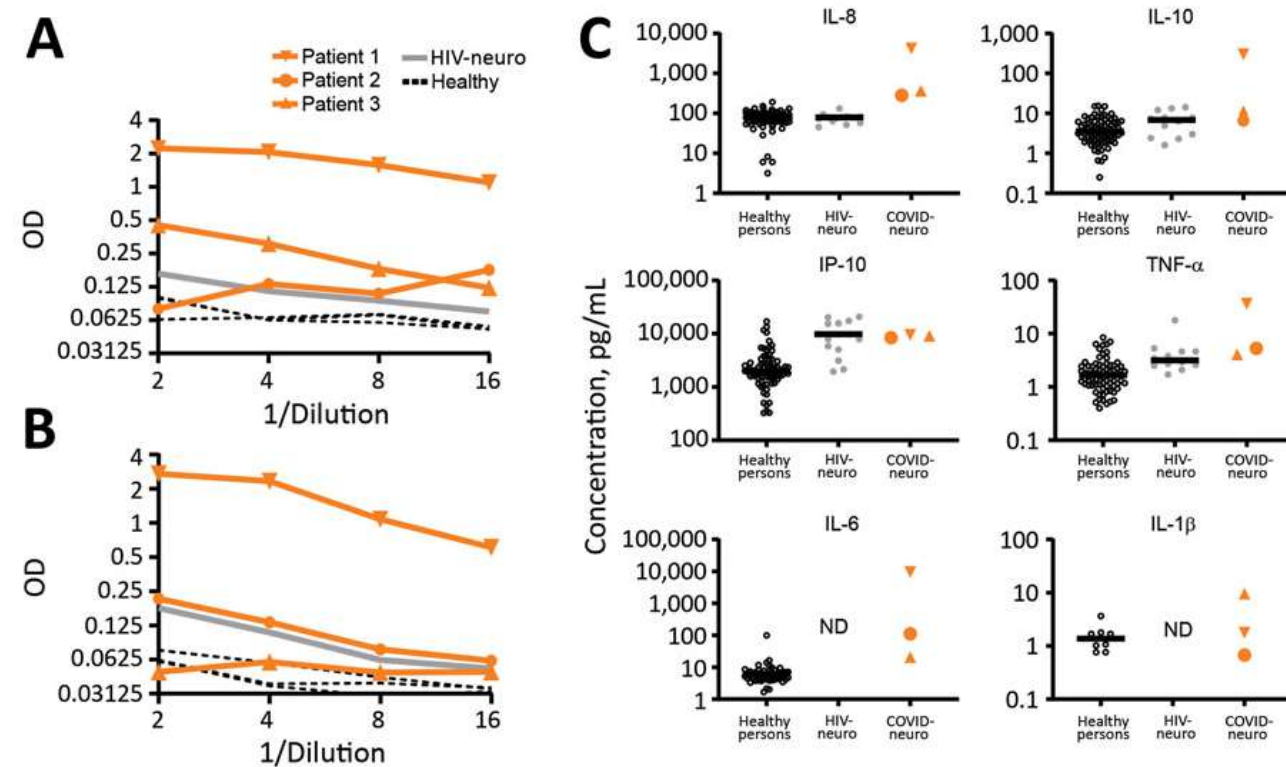 A
Patient 1
Patient 2
Patient 3
HIV-neuro
Healthy
4
2
1
0.5
0.25
0.125
0.0625
0.03125
OD
2 4 8 16
1/Dilution
B
4
2
1
0.5
0.25
0.125
0.0625
0.03125
OD
2 4 8 16
1/Dilution
C
Concentration, pg/mL
IL-8
10,000
1,000
100
10
1
Healthy persons
HIV-neuro
COVID-neuro
IL-10
1,000
100
10
1
0.1
Healthy persons
HIV-neuro
COVID-neuro
IP-10
100,000
10,000
1,000
100
Healthy persons
HIV-neuro
COVID-neuro
TNF-α
100
10
1
0.1
Healthy persons
HIV-neuro
COVID-neuro
IL-6
100,000
10,000
1,000
100
10
1
ND
Healthy persons
HIV-neuro
COVID-neuro
IL-1β
100
10
1
0.1
ND
Healthy persons
HIV-neuro
COVID-neuro